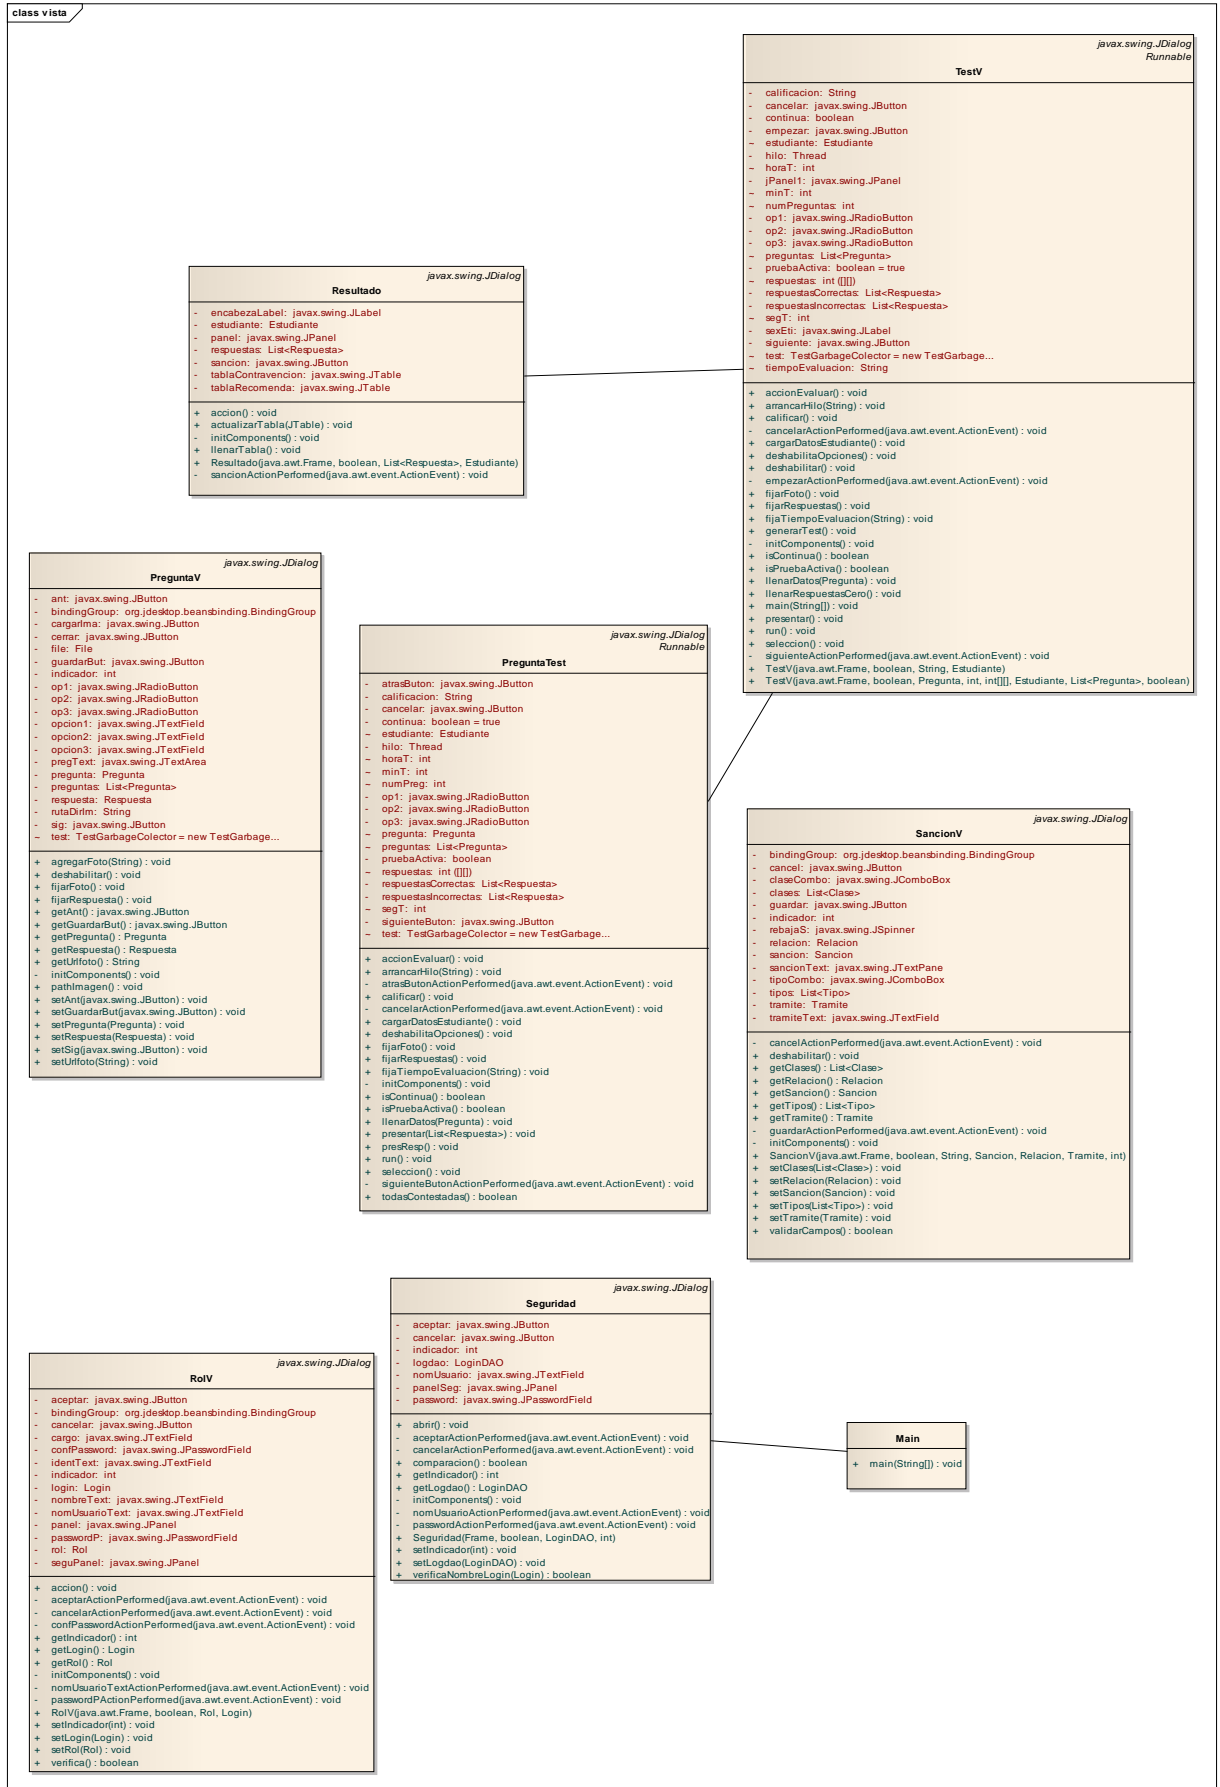 class vista
javax.swing.JDialog
Runnable
TestV
- calificacion: String
- cancelar: javax.swing.JButton
- continua: boolean
- empezar: javax.swing.JButton
~ estudiante: Estudiante
- hilo: Thread
~ horaT: int
- jPanel1: javax.swing.JPanel
~ minT: int
~ numPreguntas: int
- op1: javax.swing.JRadioButton
- op2: javax.swing.JRadioButton
- op3: javax.swing.JRadioButton
~ preguntas: List<Pregunta>
- pruebaActiva: boolean = true
~ respuestas: int ([][])
- respuestasCorrectas: List<Respuesta>
- respuestasIncorrectas: List<Respuesta>
~ segT: int
- sexEti: javax.swing.JLabel
- siguiente: javax.swing.JButton
~ test: TestGarbageColector = new TestGarbage...
~ tiempoEvaluacion: String
+ accionEvaluar() : void
+ arrancarHilo(String) : void
+ calificar() : void
- cancelarActionPerformed(java.awt.event.ActionEvent) : void
+ cargarDatosEstudiante() : void
+ deshabilitaOpciones() : void
+ deshabilitar() : void
- empezarActionPerformed(java.awt.event.ActionEvent) : void
+ fijarFoto() : void
+ fijarRespuestas() : void
+ fijaTiempoEvaluacion(String) : void
+ generarTest() : void
- initComponents() : void
+ isContinua() : boolean
+ isPruebaActiva() : boolean
+ llenarDatos(Pregunta) : void
+ llenarRespuestasCero() : void
+ main(String[]) : void
+ presentar() : void
+ run() : void
+ seleccion() : void
- siguienteActionPerformed(java.awt.event.ActionEvent) : void
+ TestV(java.awt.Frame, boolean, String, Estudiante)
+ TestV(java.awt.Frame, boolean, Pregunta, int, int[][], Estudiante, List<Pregunta>, boolean)
javax.swing.JDialog
Resultado
- encabezaLabel: javax.swing.JLabel
- estudiante: Estudiante
- panel: javax.swing.JPanel
- respuestas: List<Respuesta>
- sancion: javax.swing.JButton
- tablaContravencion: javax.swing.JTable
- tablaRecomenda: javax.swing.JTable
+ accion() : void
+ actualizarTabla(JTable) : void
- initComponents() : void
+ llenarTabla() : void
+ Resultado(java.awt.Frame, boolean, List<Respuesta>, Estudiante)
- sancionActionPerformed(java.awt.event.ActionEvent) : void
javax.swing.JDialog
PreguntaV
- ant: javax.swing.JButton
- bindingGroup: org.jdesktop.beansbinding.BindingGroup
- cargarIma: javax.swing.JButton
- cerrar: javax.swing.JButton
- file: File
- guardarBut: javax.swing.JButton
- indicador: int
- op1: javax.swing.JRadioButton
- op2: javax.swing.JRadioButton
- op3: javax.swing.JRadioButton
- opcion1: javax.swing.JTextField
- opcion2: javax.swing.JTextField
- opcion3: javax.swing.JTextField
- pregText: javax.swing.JTextArea
- pregunta: Pregunta
- preguntas: List<Pregunta>
- respuesta: Respuesta
- rutaDirIm: String
- sig: javax.swing.JButton
~ test: TestGarbageColector = new TestGarbage...
+ agregarFoto(String) : void
+ deshabilitar() : void
+ fijarFoto() : void
+ fijarRespuesta() : void
+ getAnt() : javax.swing.JButton
+ getGuardarBut() : javax.swing.JButton
+ getPregunta() : Pregunta
+ getRespuesta() : Respuesta
+ getUrlfoto() : String
- initComponents() : void
+ pathImagen() : void
+ setAnt(javax.swing.JButton) : void
+ setGuardarBut(javax.swing.JButton) : void
+ setPregunta(Pregunta) : void
+ setRespuesta(Respuesta) : void
+ setSig(javax.swing.JButton) : void
+ setUrlfoto(String) : void
javax.swing.JDialog
Runnable
PreguntaTest
- atrasButon: javax.swing.JButton
- calificacion: String
- cancelar: javax.swing.JButton
- continua: boolean = true
~ estudiante: Estudiante
- hilo: Thread
~ horaT: int
~ minT: int
~ numPreg: int
- op1: javax.swing.JRadioButton
- op2: javax.swing.JRadioButton
- op3: javax.swing.JRadioButton
~ pregunta: Pregunta
~ preguntas: List<Pregunta>
- pruebaActiva: boolean
~ respuestas: int ([][])
- respuestasCorrectas: List<Respuesta>
- respuestasIncorrectas: List<Respuesta>
~ segT: int
- siguienteButon: javax.swing.JButton
~ test: TestGarbageColector = new TestGarbage...
+ accionEvaluar() : void
+ arrancarHilo(String) : void
- atrasButonActionPerformed(java.awt.event.ActionEvent) : void
+ calificar() : void
- cancelarActionPerformed(java.awt.event.ActionEvent) : void
+ cargarDatosEstudiante() : void
+ deshabilitaOpciones() : void
+ fijarFoto() : void
+ fijarRespuestas() : void
+ fijaTiempoEvaluacion(String) : void
- initComponents() : void
+ isContinua() : boolean
+ isPruebaActiva() : boolean
+ llenarDatos(Pregunta) : void
+ presentar(List<Respuesta>) : void
+ presResp() : void
+ run() : void
+ seleccion() : void
- siguienteButonActionPerformed(java.awt.event.ActionEvent) : void
+ todasContestadas() : boolean
javax.swing.JDialog
SancionV
- bindingGroup: org.jdesktop.beansbinding.BindingGroup
- cancel: javax.swing.JButton
- claseCombo: javax.swing.JComboBox
- clases: List<Clase>
- guardar: javax.swing.JButton
- indicador: int
- rebajaS: javax.swing.JSpinner
- relacion: Relacion
- sancion: Sancion
- sancionText: javax.swing.JTextPane
- tipoCombo: javax.swing.JComboBox
- tipos: List<Tipo>
- tramite: Tramite
- tramiteText: javax.swing.JTextField
- cancelActionPerformed(java.awt.event.ActionEvent) : void
+ deshabilitar() : void
+ getClases() : List<Clase>
+ getRelacion() : Relacion
+ getSancion() : Sancion
+ getTipos() : List<Tipo>
+ getTramite() : Tramite
- guardarActionPerformed(java.awt.event.ActionEvent) : void
- initComponents() : void
+ SancionV(java.awt.Frame, boolean, String, Sancion, Relacion, Tramite, int)
+ setClases(List<Clase>) : void
+ setRelacion(Relacion) : void
+ setSancion(Sancion) : void
+ setTipos(List<Tipo>) : void
+ setTramite(Tramite) : void
+ validarCampos() : boolean
javax.swing.JDialog
Seguridad
- aceptar: javax.swing.JButton
- cancelar: javax.swing.JButton
- indicador: int
- logdao: LoginDAO
- nomUsuario: javax.swing.JTextField
- panelSeg: javax.swing.JPanel
- password: javax.swing.JPasswordField
+ abrir() : void
- aceptarActionPerformed(java.awt.event.ActionEvent) : void
- cancelarActionPerformed(java.awt.event.ActionEvent) : void
+ comparacion() : boolean
+ getIndicador() : int
+ getLogdao() : LoginDAO
- initComponents() : void
- nomUsuarioActionPerformed(java.awt.event.ActionEvent) : void
- passwordActionPerformed(java.awt.event.ActionEvent) : void
+ Seguridad(Frame, boolean, LoginDAO, int)
+ setIndicador(int) : void
+ setLogdao(LoginDAO) : void
+ verificaNombreLogin(Login) : boolean
javax.swing.JDialog
RolV
- aceptar: javax.swing.JButton
- bindingGroup: org.jdesktop.beansbinding.BindingGroup
- cancelar: javax.swing.JButton
- cargo: javax.swing.JTextField
- confPassword: javax.swing.JPasswordField
- identText: javax.swing.JTextField
- indicador: int
- login: Login
- nombreText: javax.swing.JTextField
- nomUsuarioText: javax.swing.JTextField
- panel: javax.swing.JPanel
- passwordP: javax.swing.JPasswordField
- rol: Rol
- seguPanel: javax.swing.JPanel
+ accion() : void
- aceptarActionPerformed(java.awt.event.ActionEvent) : void
- cancelarActionPerformed(java.awt.event.ActionEvent) : void
- confPasswordActionPerformed(java.awt.event.ActionEvent) : void
+ getIndicador() : int
+ getLogin() : Login
+ getRol() : Rol
- initComponents() : void
- nomUsuarioTextActionPerformed(java.awt.event.ActionEvent) : void
- passwordPActionPerformed(java.awt.event.ActionEvent) : void
+ RolV(java.awt.Frame, boolean, Rol, Login)
+ setIndicador(int) : void
+ setLogin(Login) : void
+ setRol(Rol) : void
+ verifica() : boolean
Main
+ main(String[]) : void